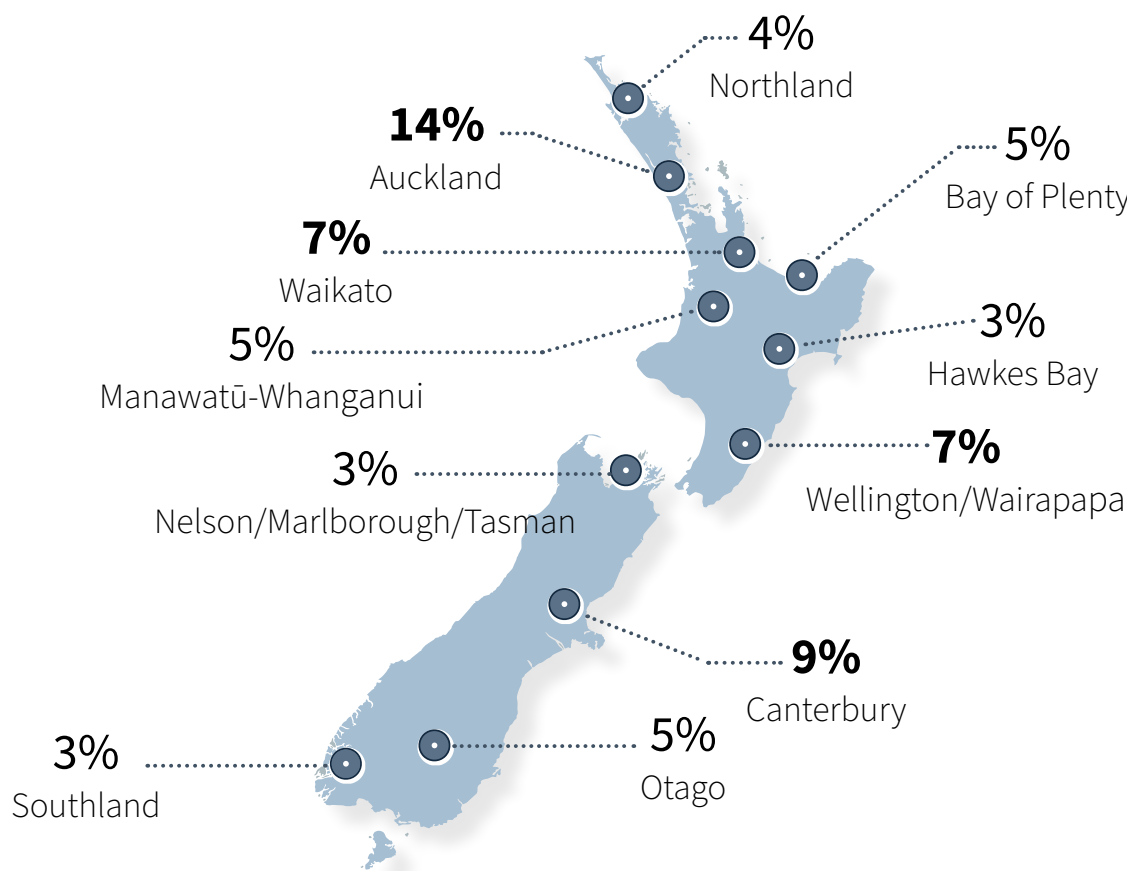 4%
Northland
14%
Auckland
5%
Bay of Plenty
7%
Waikato
3%
Hawkes Bay
5%
Manawatū-Whanganui
7%
Wellington/Wairapapa
3%
Nelson/Marlborough/Tasman
9%
Canterbury
5%
Otago
3%
Southland